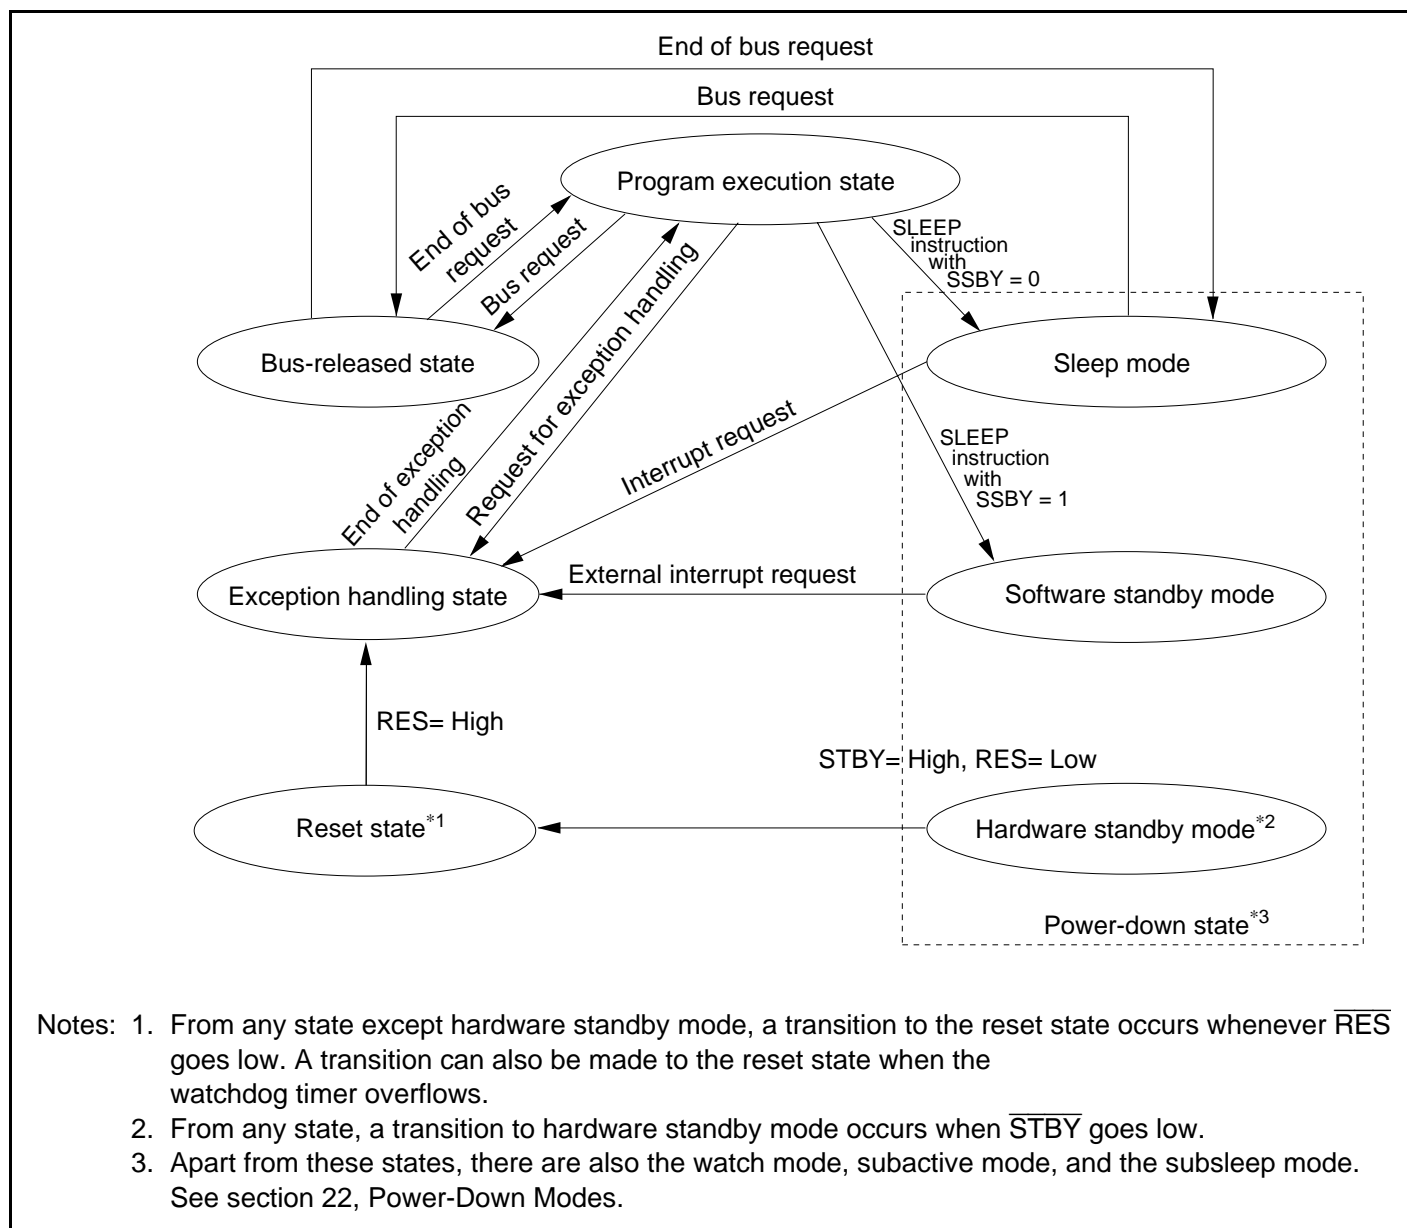 End of bus request
Bus request
Program execution state
End of bus
request
Bus request
SLEEP
instruction
with
SSBY = 0
Bus-released state
Sleep mode
End of exception
handling
Request for exception handling
Interrupt request
SLEEP
instruction
with
SSBY = 1
External interrupt request
Exception handling state
Software standby mode
RES= High
STBY= High, RES= Low
Reset state*1
Hardware standby mode*2
Power-down state*3
Notes: 1. From any state except hardware standby mode, a transition to the reset state occurs whenever RES
goes low. A transition can also be made to the reset state when the
watchdog timer overflows.
2. From any state, a transition to hardware standby mode occurs when STBY goes low.
3. Apart from these states, there are also the watch mode, subactive mode, and the subsleep mode.
See section 22, Power-Down Modes.